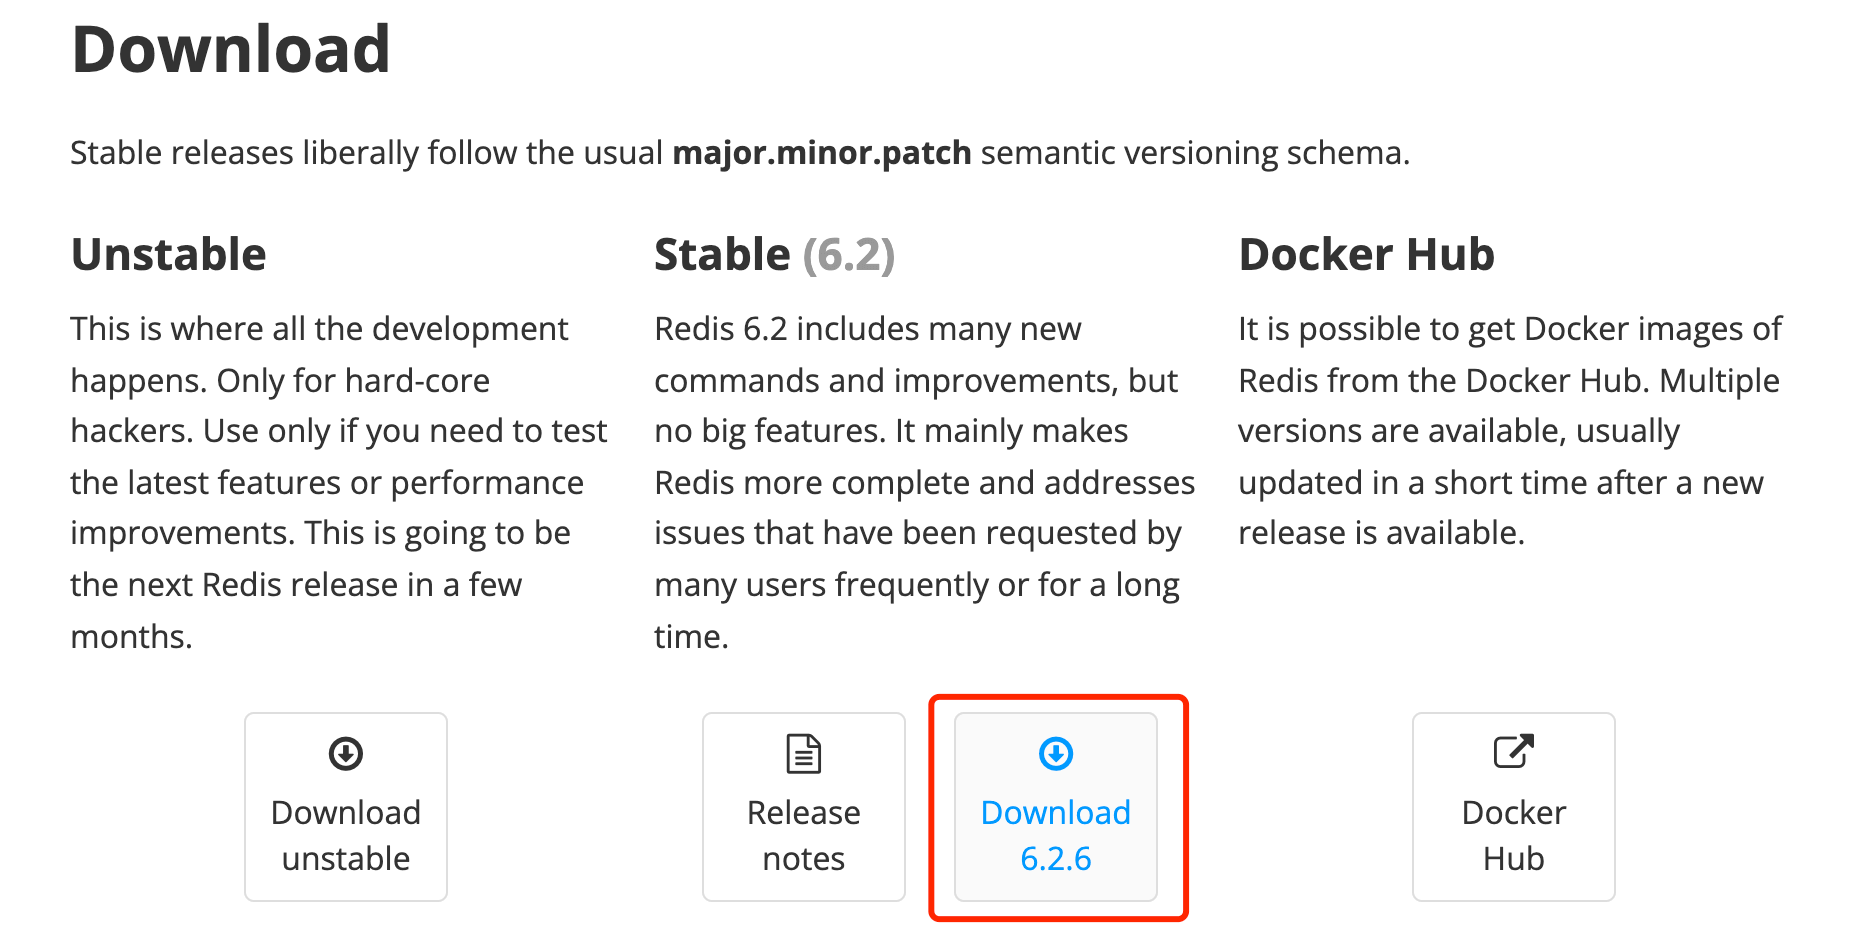 Download
Stable releases liberally follow the usual major.minor.patch semantic versioning schema.
Unstable
This is where all the development
happens. Only for hard-core
hackers. Use only if you need to test
the latest features or performance
improvements. This is going to be
the next Redis release in a few
months.
Download
unstable
Stable (6.2)
Redis 6.2 includes many new
commands and improvements, but
no big features. It mainly makes
Redis more complete and addresses
issues that have been requested by
many users frequently or for a long
time.
Release
notes
Download
6.2.6
Docker Hub
It is possible to get Docker images of
Redis from the Docker Hub. Multiple
versions are available, usually
updated in a short time after a new
release is available.
Docker
Hub